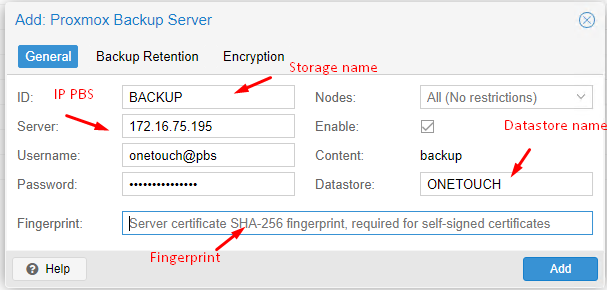 Add: Proxmox Backup Server
General Backup Retention Encryption
Storage name
IP PBS
ID: BACKUP Nodes: All (No restrictions)
Server: 172.16.75.195 Enable:
Datastore name
Username: onetouch@pbs Content: backup
Password: ••••••••••••••• Datastore: ONETOUCH
Fingerprint: Server certificate SHA-256 fingerprint, required for self-signed certificates
Fingerprint
Help Add